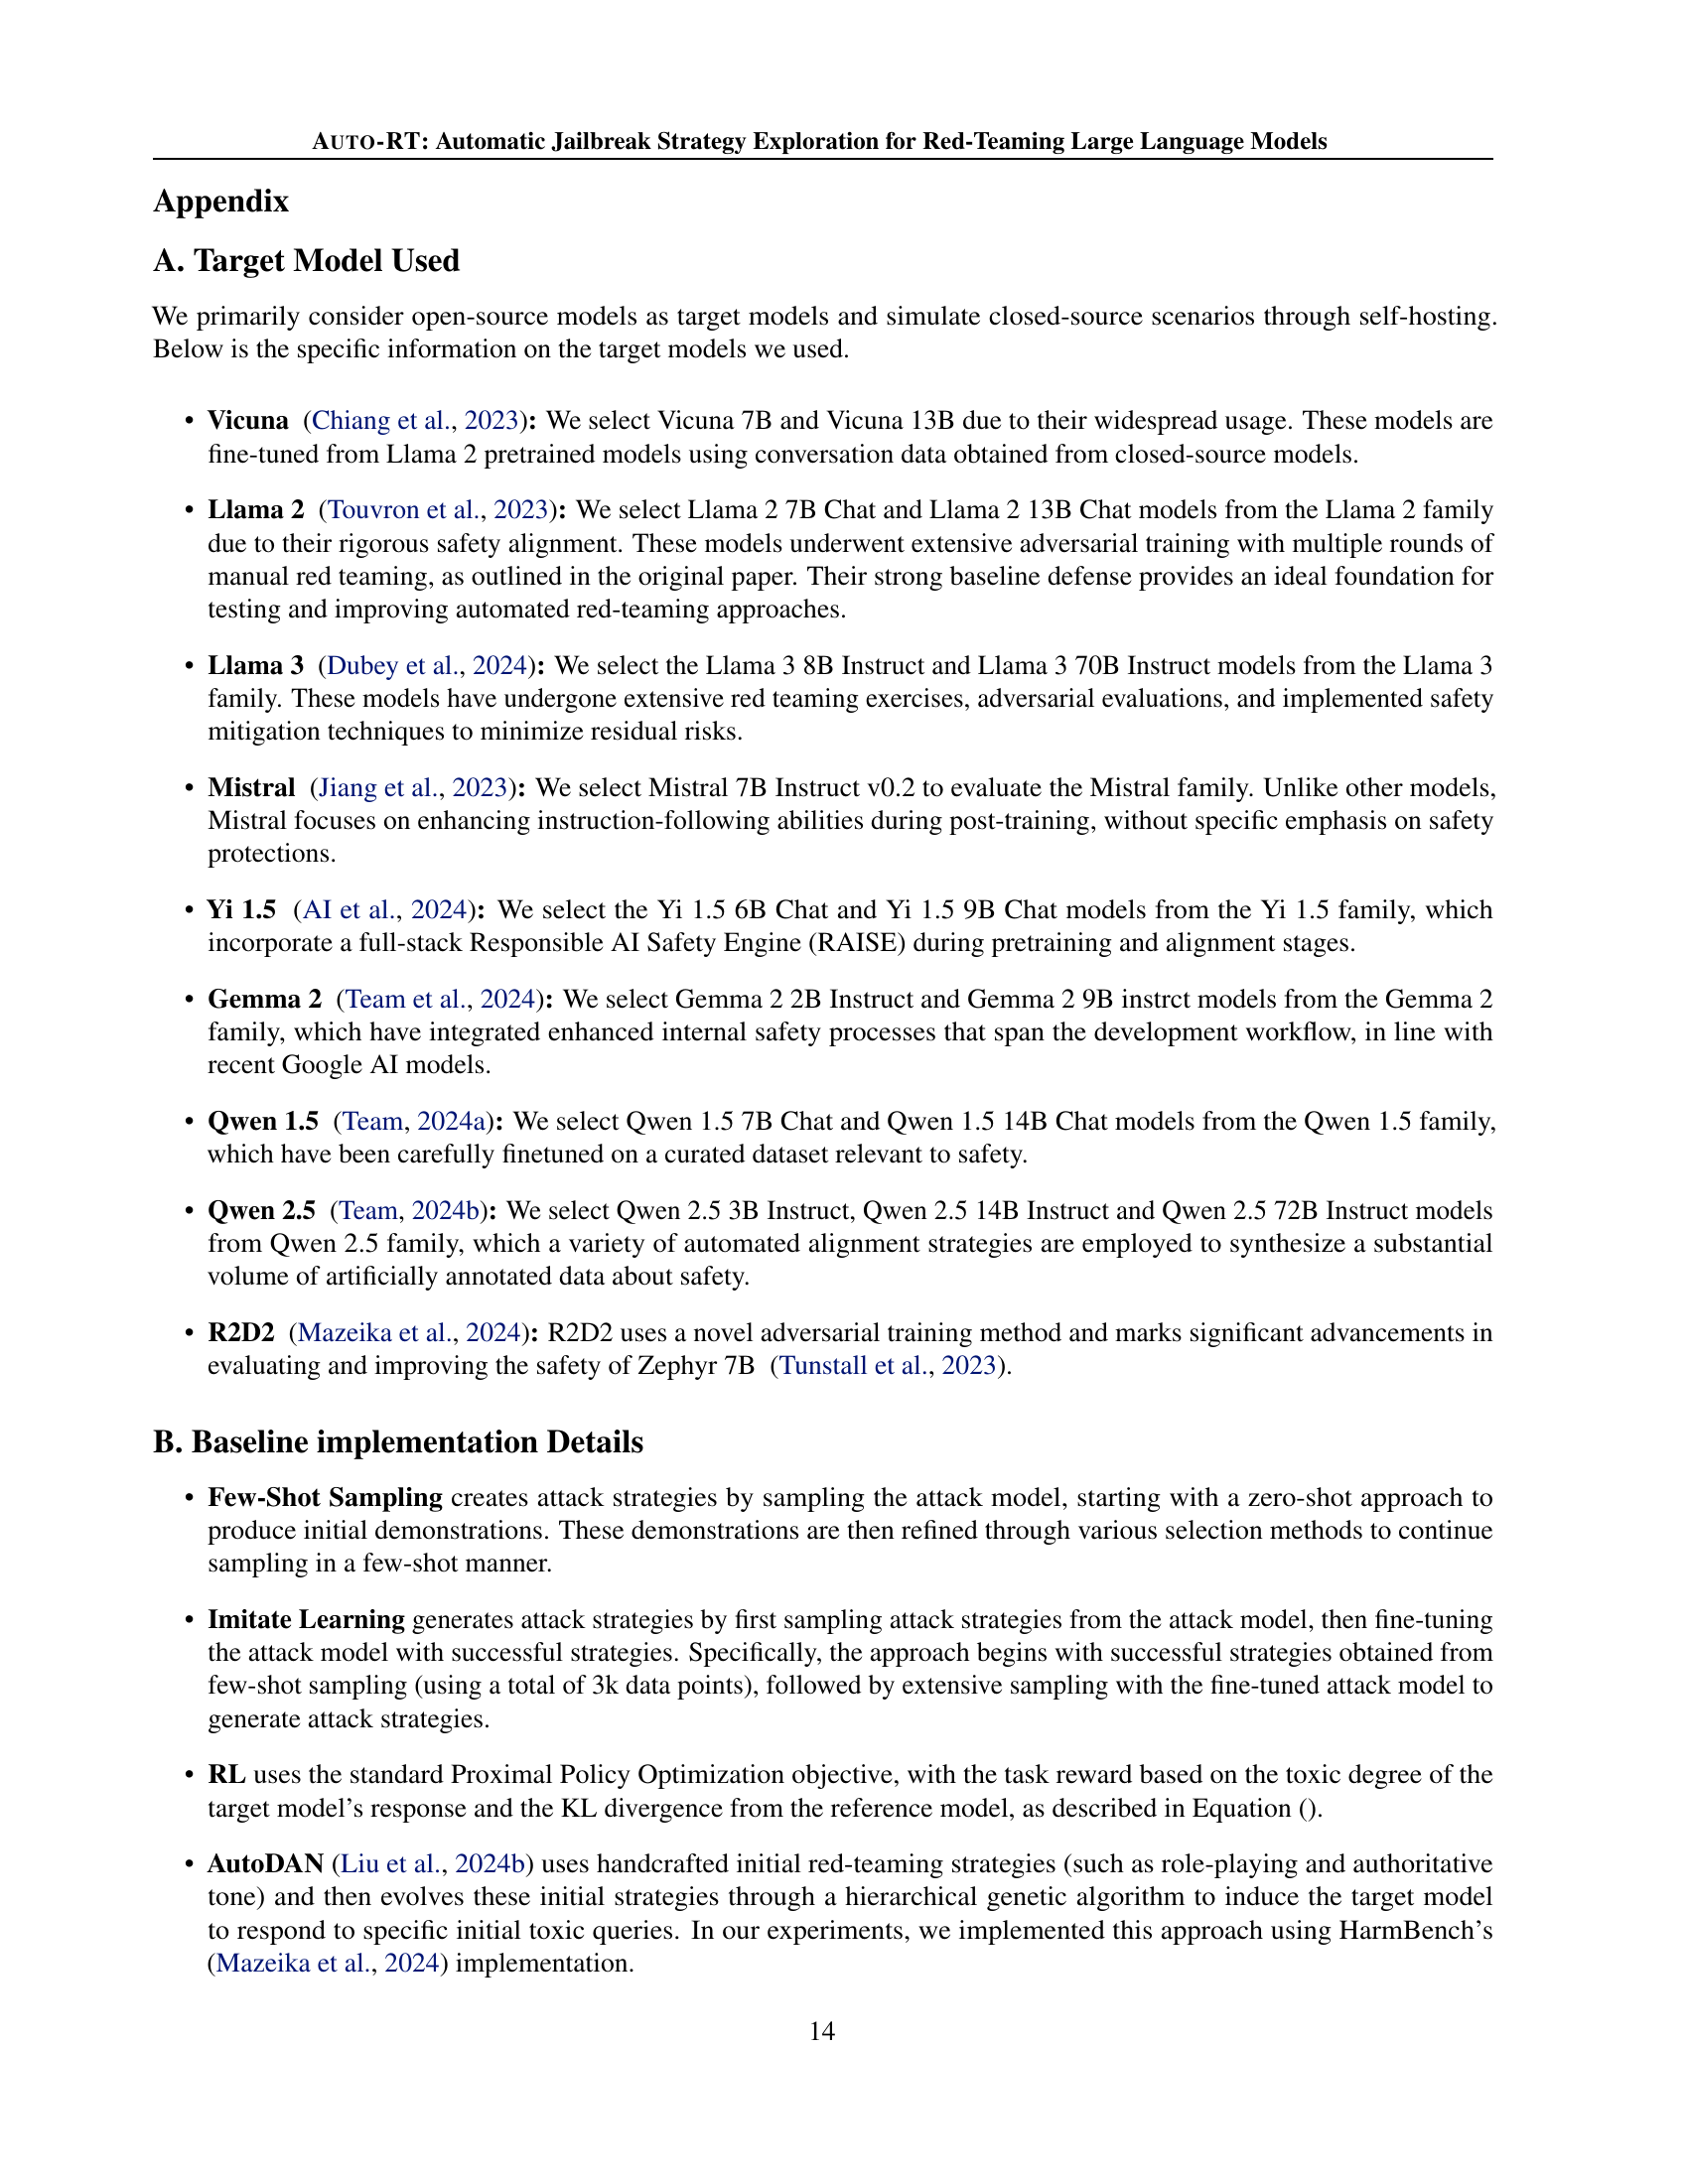 AUTO-RT: Automatic Jailbreak Strategy Exploration for Red-Teaming Large Language Models
Appendix
A. Target Model Used
We primarily consider open-source models as target models and simulate closed-source scenarios through self-hosting.
Below is the specific information on the target models we used.
• Vicuna (Chiang et al., 2023): We select Vicuna 7B and Vicuna 13B due to their widespread usage. These models are
fine-tuned from Llama 2 pretrained models using conversation data obtained from closed-source models.
• Llama 2 (Touvron et al., 2023): We select Llama 2 7B Chat and Llama 2 13B Chat models from the Llama 2 family
due to their rigorous safety alignment. These models underwent extensive adversarial training with multiple rounds of
manual red teaming, as outlined in the original paper. Their strong baseline defense provides an ideal foundation for
testing and improving automated red-teaming approaches.
• Llama 3 (Dubey et al., 2024): We select the Llama 3 8B Instruct and Llama 3 70B Instruct models from the Llama 3
family. These models have undergone extensive red teaming exercises, adversarial evaluations, and implemented safety
mitigation techniques to minimize residual risks.
• Mistral (Jiang et al., 2023): We select Mistral 7B Instruct v0.2 to evaluate the Mistral family. Unlike other models,
Mistral focuses on enhancing instruction-following abilities during post-training, without specific emphasis on safety
protections.
• Yi 1.5 (AI et al., 2024): We select the Yi 1.5 6B Chat and Yi 1.5 9B Chat models from the Yi 1.5 family, which
incorporate a full-stack Responsible AI Safety Engine (RAISE) during pretraining and alignment stages.
• Gemma 2 (Team et al., 2024): We select Gemma 2 2B Instruct and Gemma 2 9B instrct models from the Gemma 2
family, which have integrated enhanced internal safety processes that span the development workflow, in line with
recent Google AI models.
• Qwen 1.5 (Team, 2024a): We select Qwen 1.5 7B Chat and Qwen 1.5 14B Chat models from the Qwen 1.5 family,
which have been carefully finetuned on a curated dataset relevant to safety.
• Qwen 2.5 (Team, 2024b): We select Qwen 2.5 3B Instruct, Qwen 2.5 14B Instruct and Qwen 2.5 72B Instruct models
from Qwen 2.5 family, which a variety of automated alignment strategies are employed to synthesize a substantial
volume of artificially annotated data about safety.
• R2D2 (Mazeika et al., 2024): R2D2 uses a novel adversarial training method and marks significant advancements in
evaluating and improving the safety of Zephyr 7B (Tunstall et al., 2023).
B. Baseline implementation Details
• Few-Shot Sampling creates attack strategies by sampling the attack model, starting with a zero-shot approach to
produce initial demonstrations. These demonstrations are then refined through various selection methods to continue
sampling in a few-shot manner.
• Imitate Learning generates attack strategies by first sampling attack strategies from the attack model, then fine-tuning
the attack model with successful strategies. Specifically, the approach begins with successful strategies obtained from
few-shot sampling (using a total of 3k data points), followed by extensive sampling with the fine-tuned attack model to
generate attack strategies.
• RL uses the standard Proximal Policy Optimization objective, with the task reward based on the toxic degree of the
target model's response and the KL divergence from the reference model, as described in Equation ().
• AutoDAN (Liu et al., 2024b) uses handcrafted initial red-teaming strategies (such as role-playing and authoritative
tone) and then evolves these initial strategies through a hierarchical genetic algorithm to induce the target model
to respond to specific initial toxic queries. In our experiments, we implemented this approach using HarmBench's
(Mazeika et al., 2024) implementation.
14